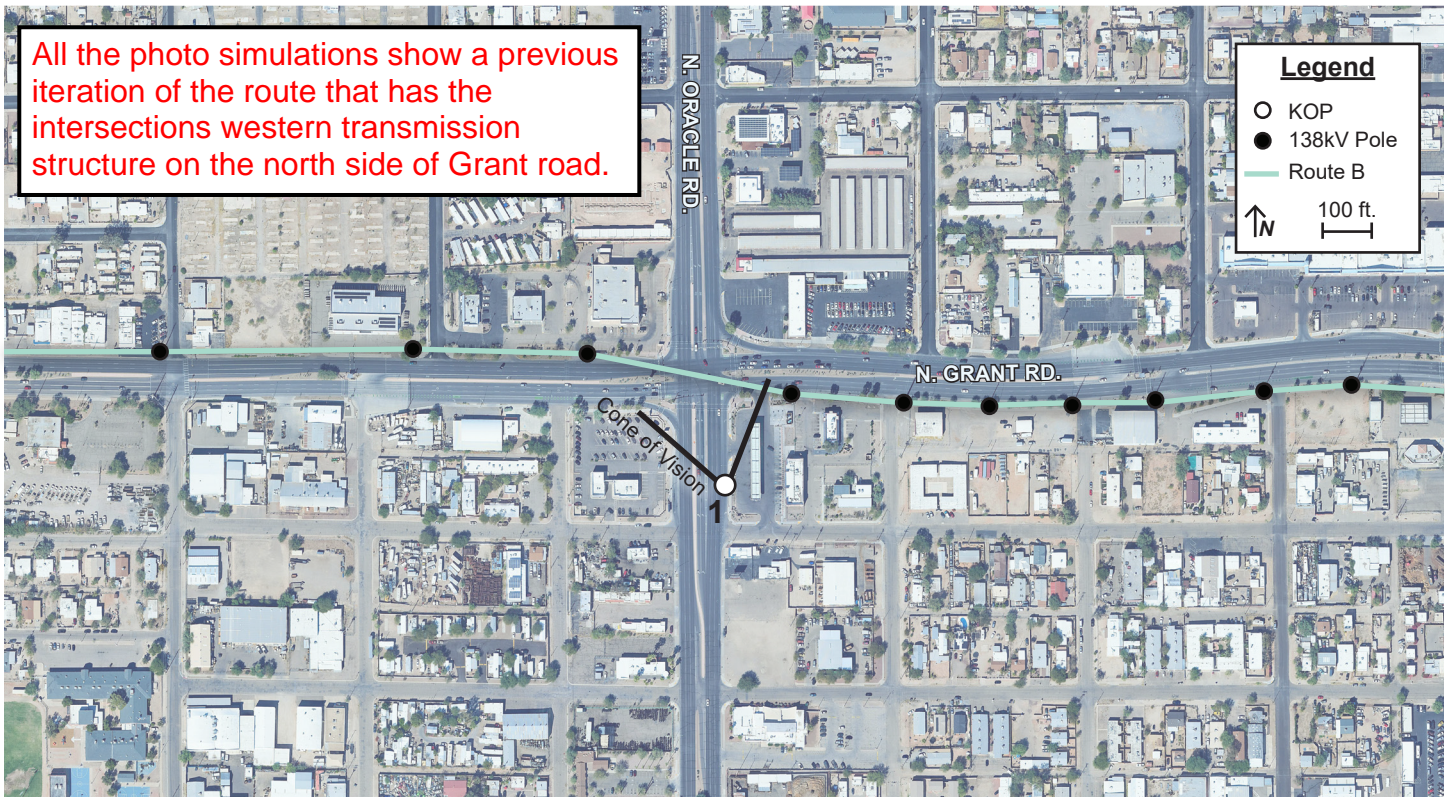 All the photo simulations show a previous
iteration of the route that has the
intersections western transmission
structure on the north side of Grant road.
N. ORACLE RD.
Legend
KOP
138kV Pole
Route B
N
100 ft.
N. GRANT RD.
Cone of Vision
1